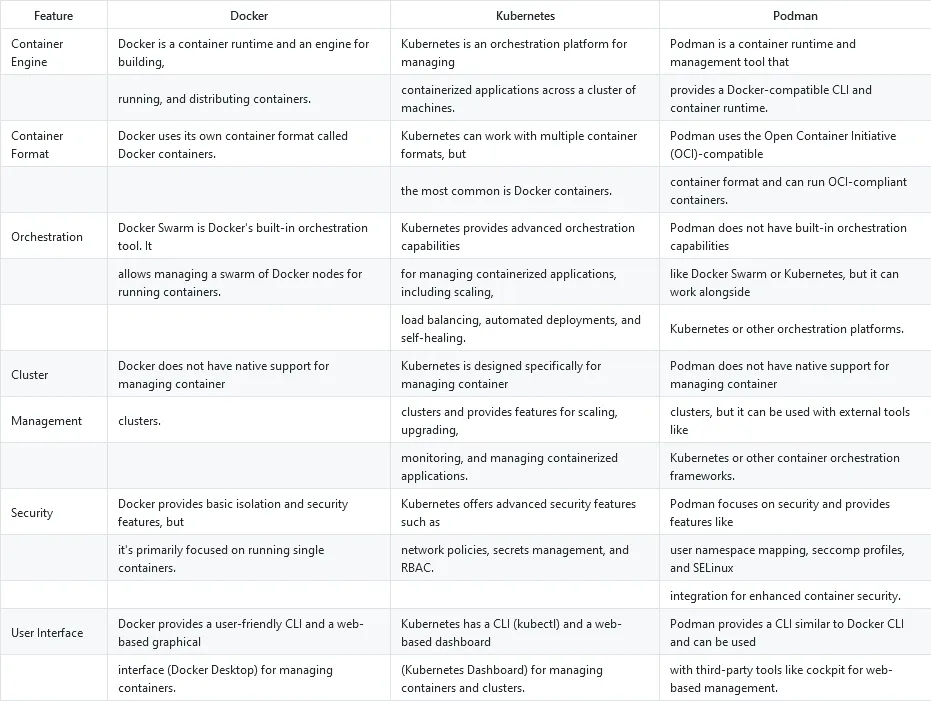 Feature Docker Kubernetes Podman
Container
Engine
Docker is a container runtime and an engine for
building,
Kubernetes is an orchestration platform for
managing
Podman is a container runtime and
management tool that
running, and distributing containers.
containerized applications across a cluster of
machines.
provides a Docker-compatible CLI and
container runtime.
Container
Format
Docker uses its own container format called
Docker containers.
Kubernetes can work with multiple container
formats, but
Podman uses the Open Container Initiative
(OCI)-compatible
the most common is Docker containers.
container format and can run OCI-compliant
containers.
Orchestration
Docker Swarm is Docker's built-in orchestration
tool. It
Kubernetes provides advanced orchestration
capabilities
Podman does not have built-in orchestration
capabilities
allows managing a swarm of Docker nodes for
running containers.
for managing containerized applications,
including scaling,
like Docker Swarm or Kubernetes, but it can
work alongside
load balancing, automated deployments, and
self-healing.
Kubernetes or other orchestration platforms.
Cluster
Docker does not have native support for
managing container
Kubernetes is designed specifically for
managing container
Podman does not have native support for
managing container
Management
clusters.
clusters and provides features for scaling,
upgrading,
clusters, but it can be used with external tools
like
monitoring, and managing containerized
applications.
Kubernetes or other container orchestration
frameworks.
Security
Docker provides basic isolation and security
features, but
Kubernetes offers advanced security features
such as
Podman focuses on security and provides
features like
it's primarily focused on running single
containers.
network policies, secrets management, and
RBAC.
user namespace mapping, seccomp profiles,
and SELinux
integration for enhanced container security.
User Interface
Docker provides a user-friendly CLI and a web-
based graphical
Kubernetes has a CLI (kubectl) and a web-
based dashboard
Podman provides a CLI similar to Docker CLI
and can be used
interface (Docker Desktop) for managing
containers.
(Kubernetes Dashboard) for managing
containers and clusters.
with third-party tools like cockpit for web-
based management.